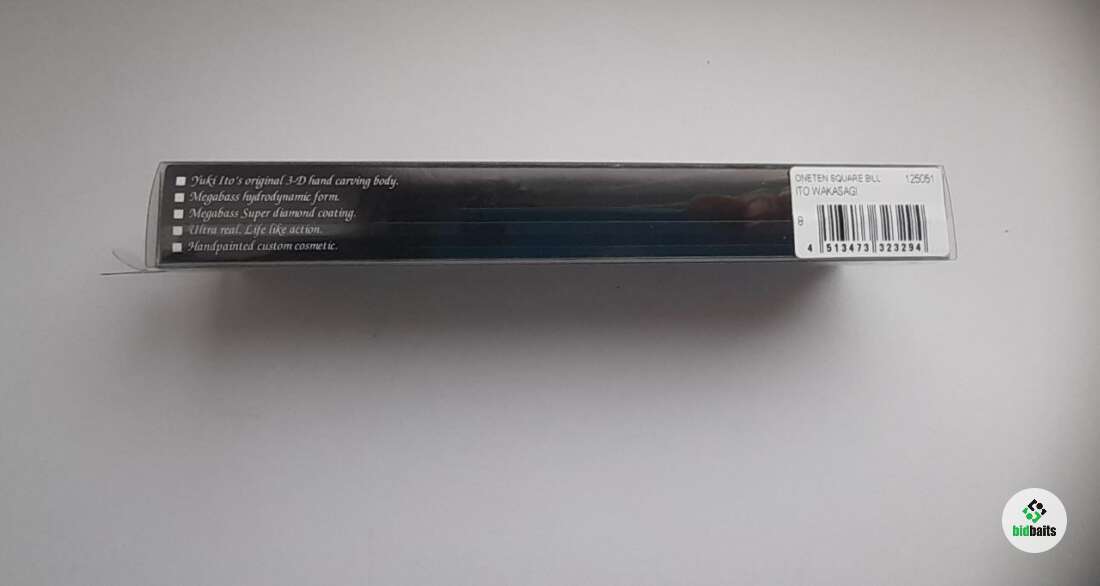 Yuki Ito's original 3-D hand carving body.
Megabass hydrodynamic form.
Megabass Super diamond coating.
Ultra real, Life like action.
Handpainted custom cosmetic.
ONETEN SQUARE BILL 125051
ITO WAKASAGI
8
4 513473 323294
bidbaits